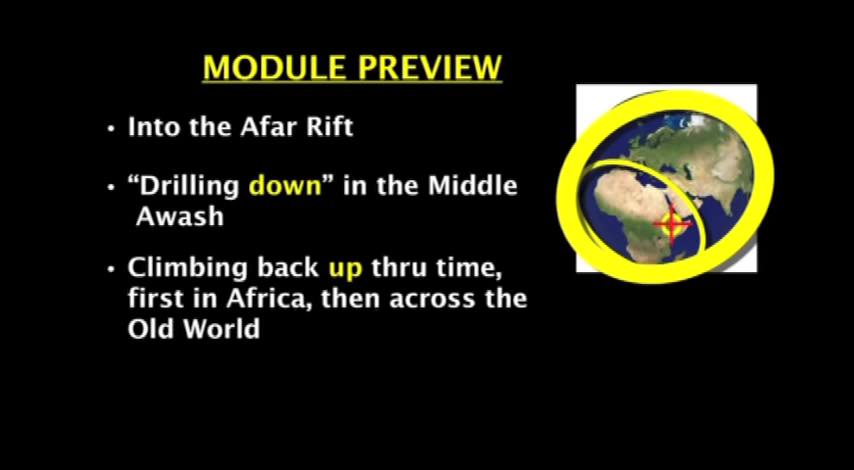 MODULE PREVIEW
• Into the Afar Rift
• “Drilling down” in the Middle
Awash
• Climbing back up thru time,
first in Africa, then across the
Old World